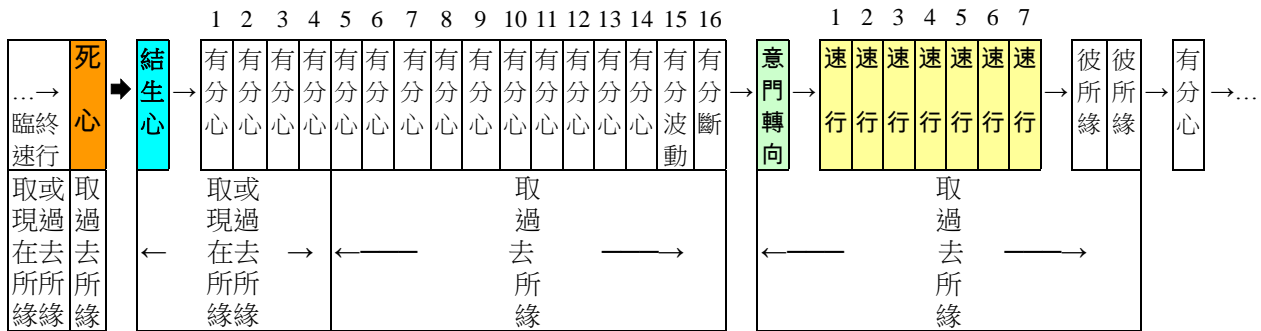 1 2 3 4 5 6 7 8 9 10 11 12 13 14 15 16
1 2 3 4 5 6 7
…→
臨終
速行
死心
➡
結生心
→
有分心
有分心
有分心
有分心
有分心
有分心
有分心
有分心
有分心
有分心
有分心
有分心
有分心
有分心
有分波動
有分斷
→
意門轉向
→
速行
速行
速行
速行
速行
速行
速行
→
彼所緣
彼所緣
→
有分心
→…
取現在所緣
或過去所緣
取過去所緣
←
取現在所緣
或過去所緣
→
←——
取過去所緣
——→
←——
取過去所緣
——→